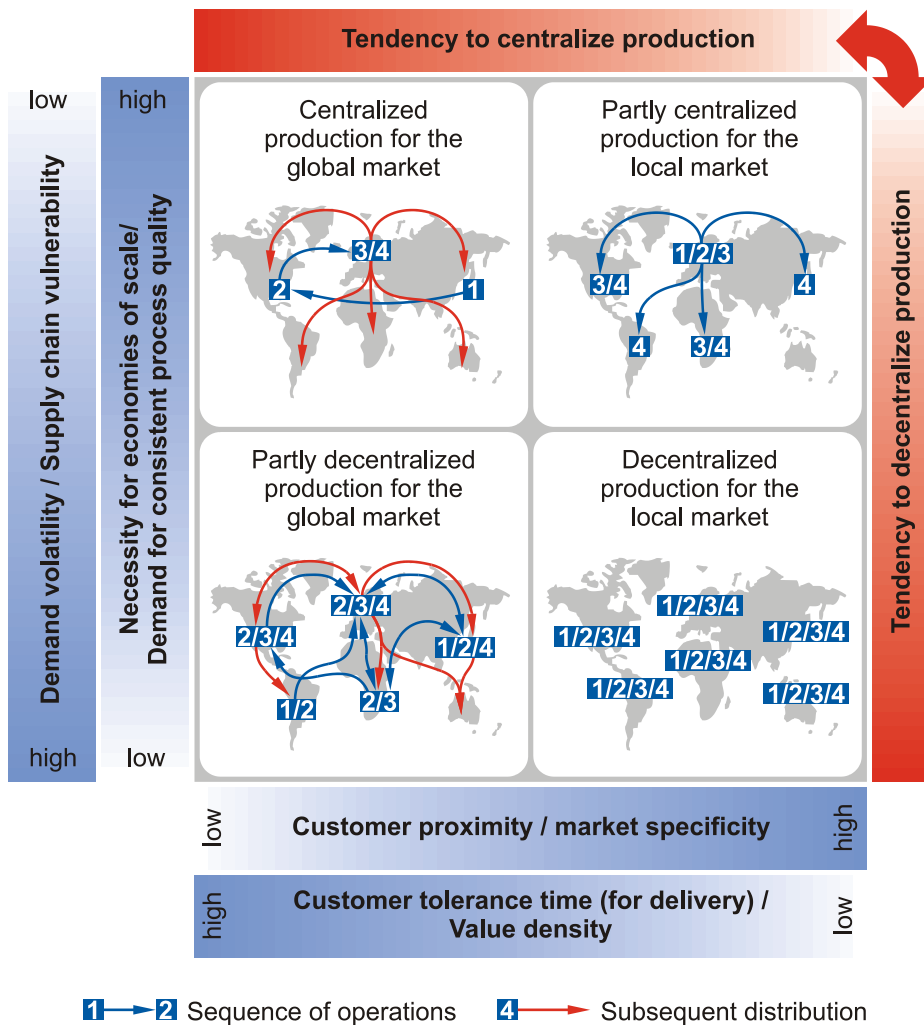 Tendency to centralize production
low
high
Demand volatility / Supply chain vulnerability
Necessity for economies of scale/
Demand for consistent process quality
high
low
Tendency to decentralize production
Centralized
production for the
global market
3/4
2
1
Partly centralized
production for the
local market
1/2/3
3/4
4
4
3/4
Partly decentralized
production for the
global market
2/3/4
2/3/4
1/2/4
1/2
2/3
Decentralized
production for the
local market
1/2/3/4
1/2/3/4
1/2/3/4
1/2/3/4
1/2/3/4
1/2/3/4
low
Customer proximity / market specificity
high
high
Customer tolerance time (for delivery) /
Value density
low
1 2 Sequence of operations
4 Subsequent distribution